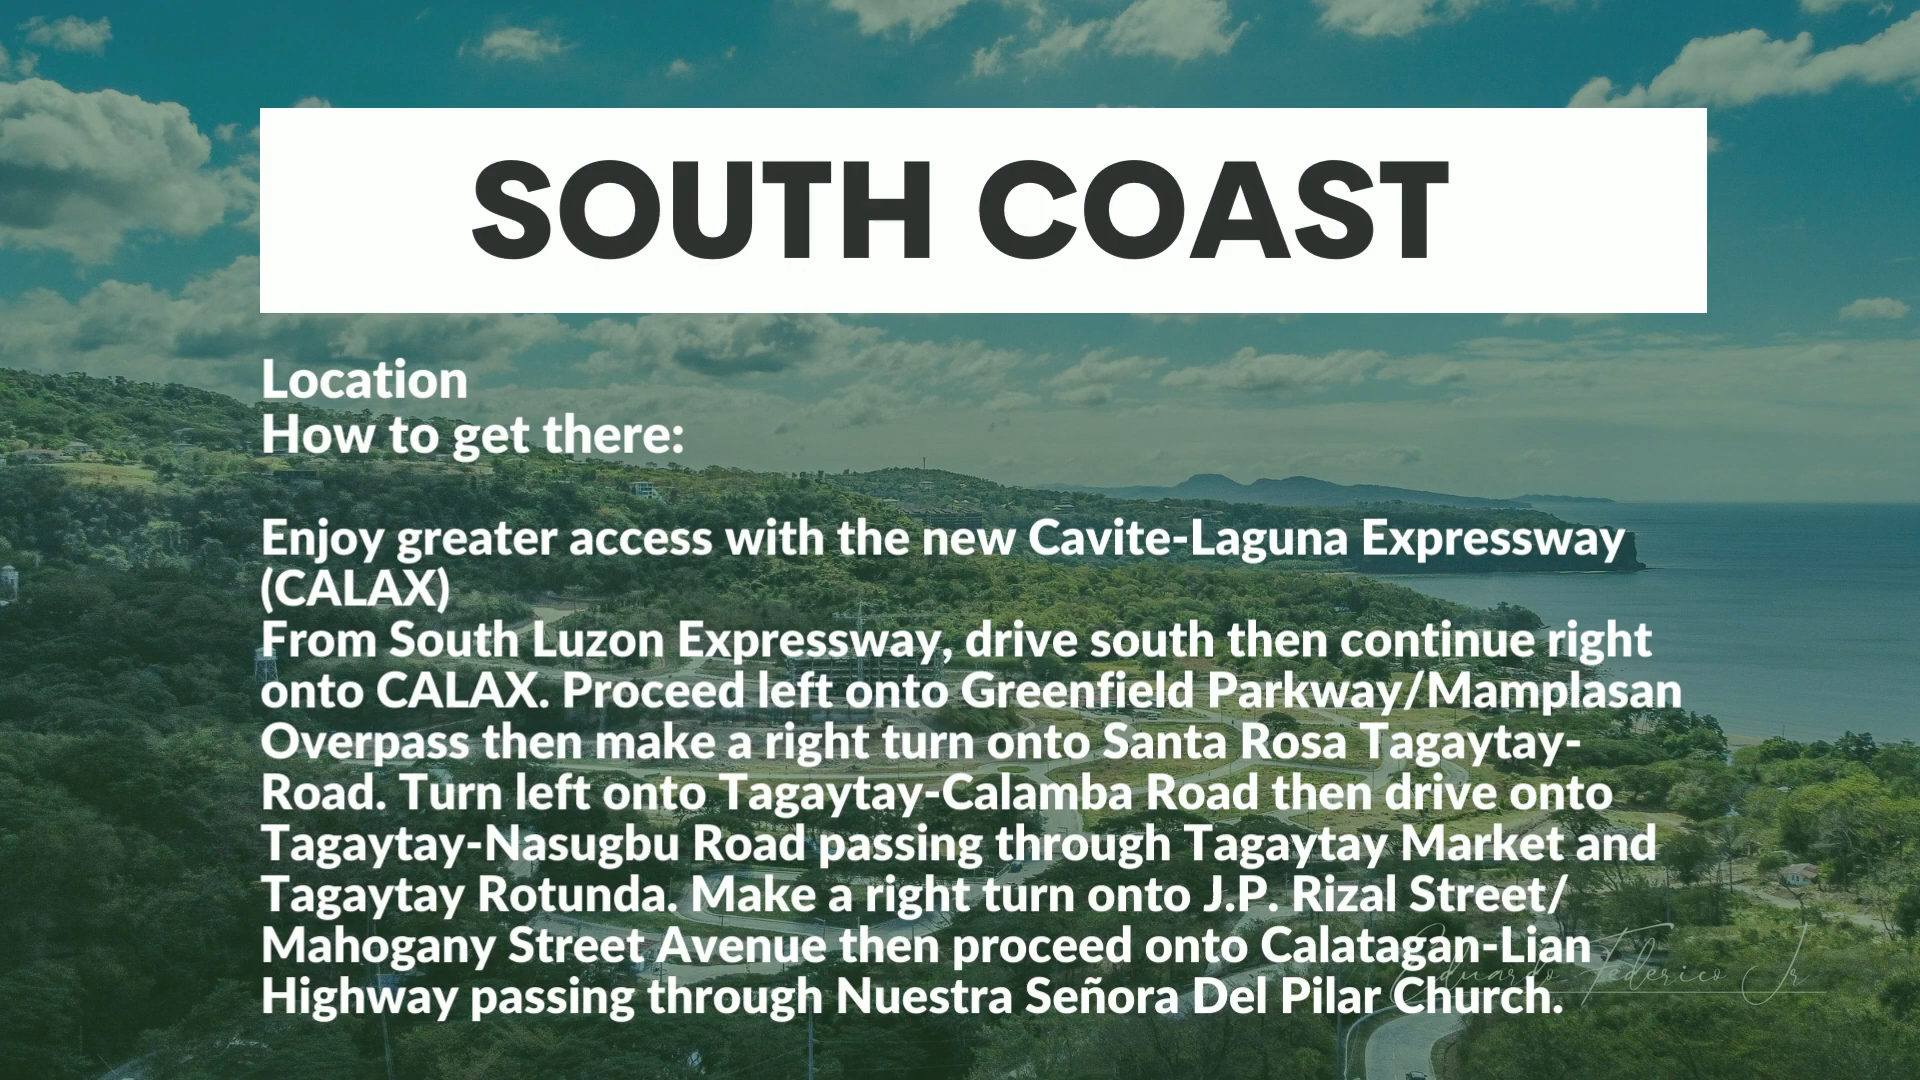 SOUTH COAST
Location
How to get there:
Enjoy greater access with the new Cavite-Laguna Expressway
(CALAX)
From South Luzon Expressway, drive south then continue right
onto CALAX. Proceed left onto Greenfield Parkway/Mamplasan
Overpass then make a right turn onto Santa Rosa Tagaytay-
Road. Turn left onto Tagaytay-Calamba Road then drive onto
Tagaytay-Nasugbu Road passing through Tagaytay Market and
Tagaytay Rotunda. Make a right turn onto J.P. Rizal Street/
Mahogany Street Avenue then proceed onto Calatagan-Lian
Highway passing through Nuestra Señora Del Pilar Church.
Eduardo Federico Jr